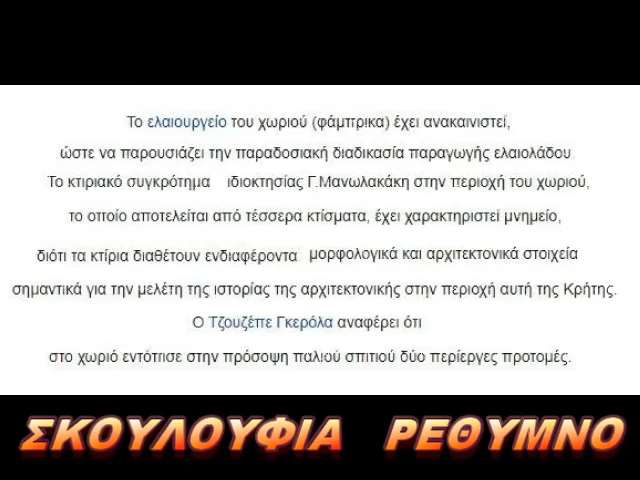 Το ελαιουργείο του χωριού (φάμπρικα) έχει ανακαινιστεί,
ώστε να παρουσιάζει την παραδοσιακή διαδικασία παραγωγής ελαιολάδου.
Το κτιριακό συγκρότημα ιδιοκτησίας Γ.Μανωλακάκη στην περιοχή του χωριού,
το οποίο αποτελείται από τέσσερα κτίσματα, έχει χαρακτηριστεί μνημείο,
διότι τα κτίρια διαθέτουν ενδιαφέροντα μορφολογικά και αρχιτεκτονικά στοιχεία
σημαντικά για την μελέτη της ιστορίας της αρχιτεκτονικής στην περιοχή αυτή της Κρήτης.
Ο Τζουζέπε Γκερόλα αναφέρει ότι
στο χωριό εντόπισε στην πρόσοψη παλιού σπιτιού δύο περίεργες προτομές.
ΣΚΟΥΛΟΥΦΙΑ ΡΕΘΥΜΝΟ